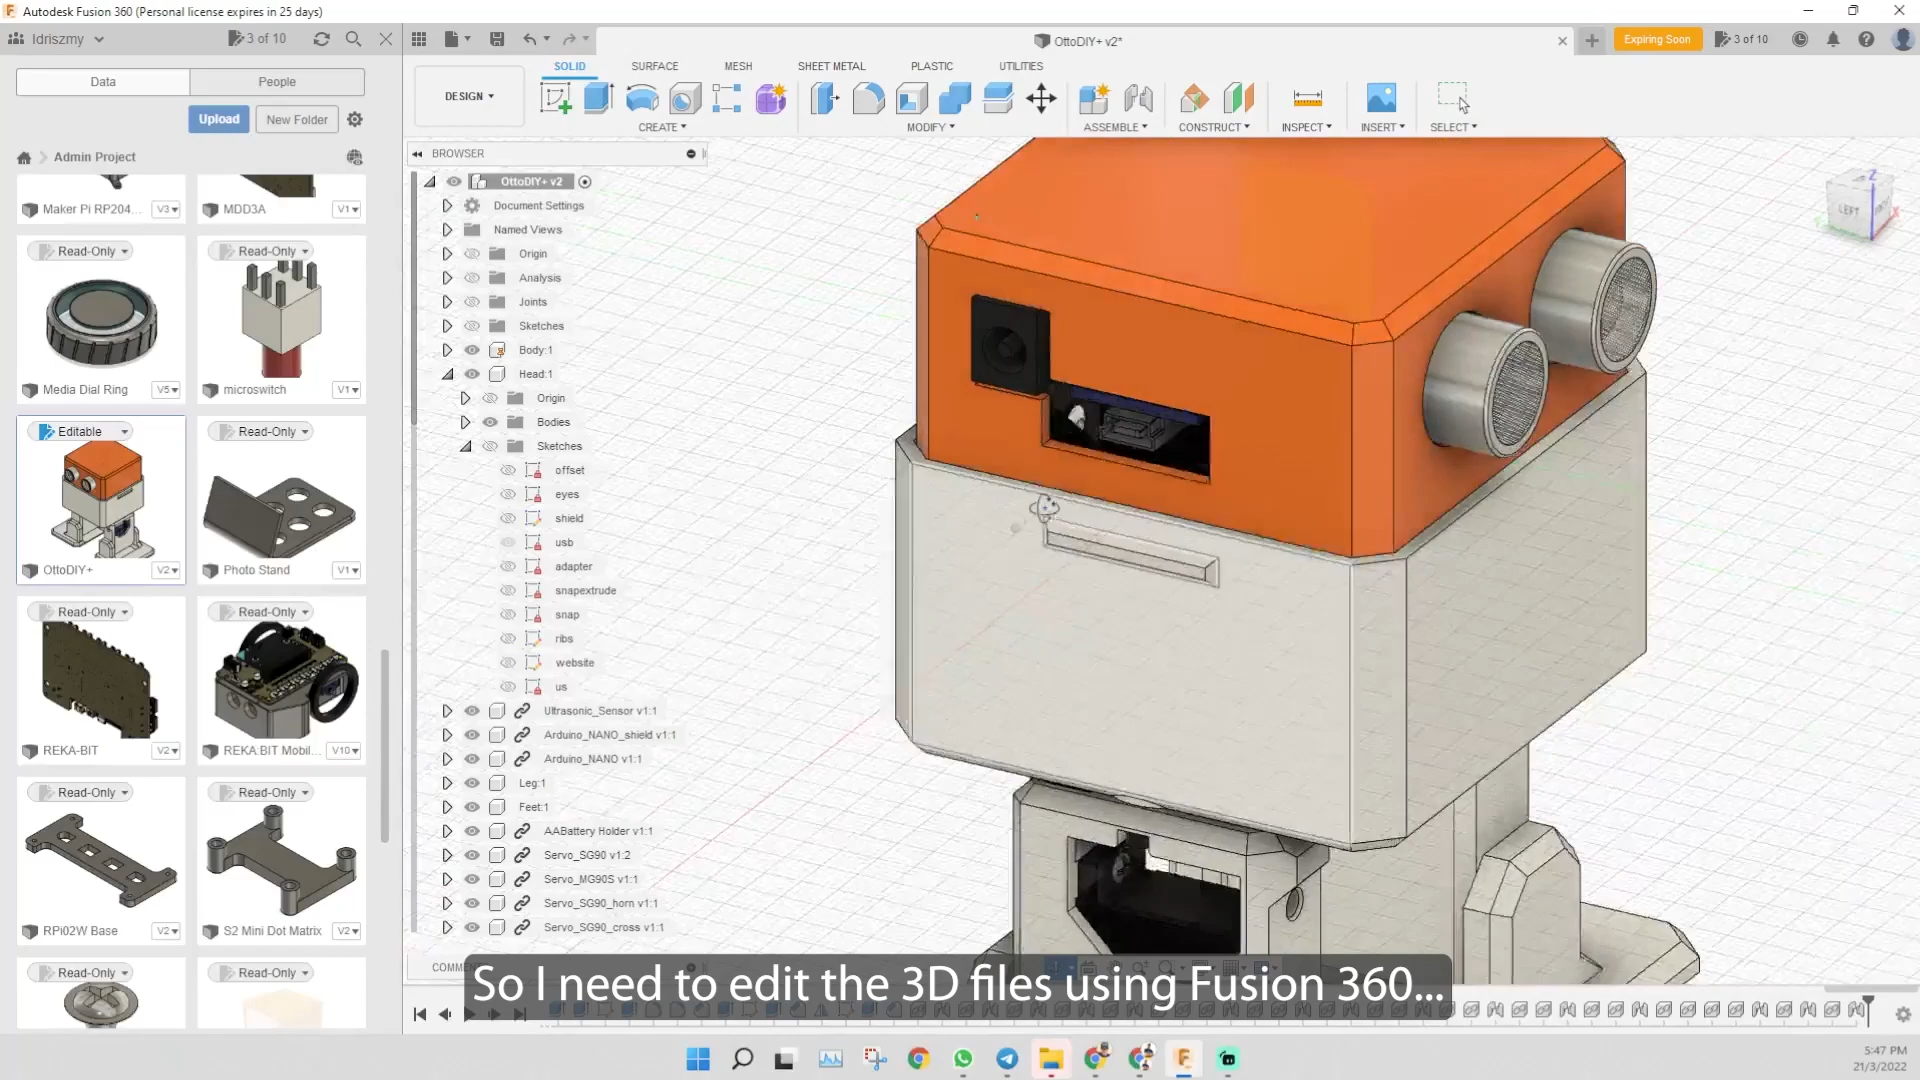 Autodesk Fusion 360 (Personal license expires in 25 days)
Idriszmy
3 of 10
OttoDIY+ v2*
Expiring Soon
3 of 10
Data
People
Upload
New Folder
Admin Project
DESIGN
SOLID
SURFACE
MESH
SHEET METAL
PLASTIC
UTILITIES
CREATE
MODIFY
ASSEMBLE
CONSTRUCT
INSPECT
INSERT
SELECT
Maker Pi RP204...
V3
MDD3A
V1
Read-Only
Read-Only
Media Dial Ring
V5
microswitch
V1
Editable
Read-Only
OttoDIY+
V2
Photo Stand
V1
Read-Only
Read-Only
REKA-BIT
V2
REKA:BIT Mobil...
V10
Read-Only
Read-Only
RPi02W Base
V2
S2 Mini Dot Matrix
V2
Read-Only
Read-Only
BROWSER
OttoDIY+ v2
Document Settings
Named Views
Origin
Analysis
Joints
Sketches
Body:1
Head:1
Origin
Bodies
Sketches
offset
eyes
shield
usb
adapter
snapextrude
snap
ribs
website
us
Ultrasonic_Sensor v1:1
Arduino_NANO_shield v1:1
Arduino_NANO v1:1
Leg:1
Feet:1
AABattery Holder v1:1
Servo_SG90 v1:2
Servo_MG90S v1:1
Servo_SG90_horn v1:1
Servo_SG90_cross v1:1
Z
LEFT
X
So I need to edit the 3D files using Fusion 360...
5:47 PM
21/3/2022